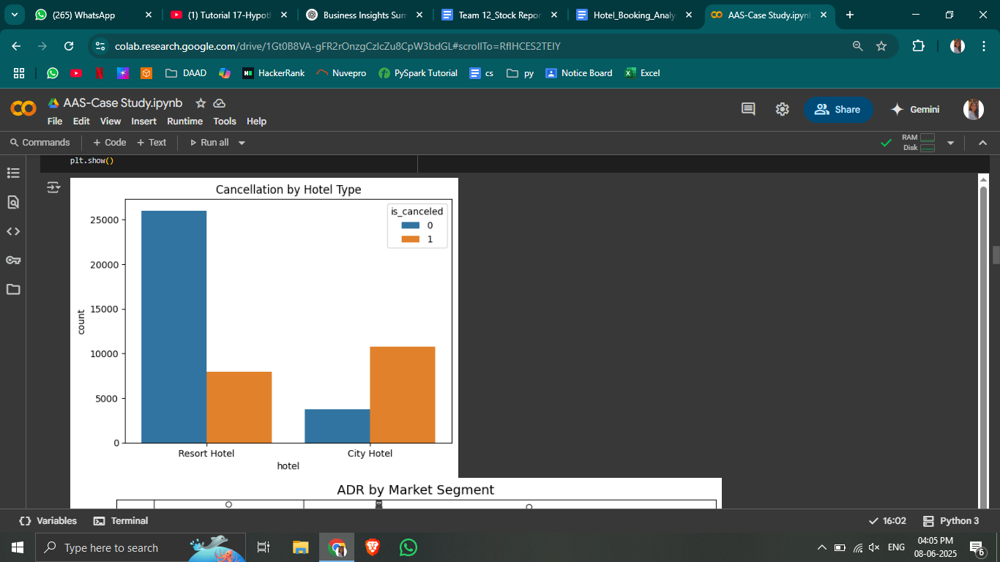 (265) WhatsApp
(1) Tutorial 17-Hypoth
Business Insights Sum
Team 12_Stock Repor
Hotel_Booking_Analy
AAS-Case Study.ipynb
colab.research.google.com/drive/1Gt0B8VA-gFR2rOnzgCzlcZu8CpW3bdGL#scrollTo=RflHCES2TEIY
DAAD
HackerRank
Nuvepro
PySpark Tutorial
cs
py
Notice Board
Excel
AAS-Case Study.ipynb
File Edit View Insert Runtime Tools Help
Share
Gemini
Commands
+ Code + Text
Run all
RAM
Disk
plt.show()
Cancellation by Hotel Type
is_canceled
0
1
25000
20000
15000
10000
5000
0
count
Resort Hotel City Hotel
hotel
ADR by Market Segment
Variables
Terminal
16:02
Python 3
Type here to search
ENG
04:05 PM
08-06-2025
6